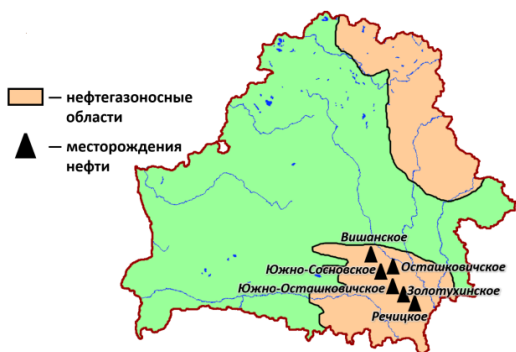 — нефтегазоносные
области
— месторождения
нефти
Вишанское
Осташковичское
Южно-Сосновское
Южно-Осташковичское
Золотухинское
Речицкое